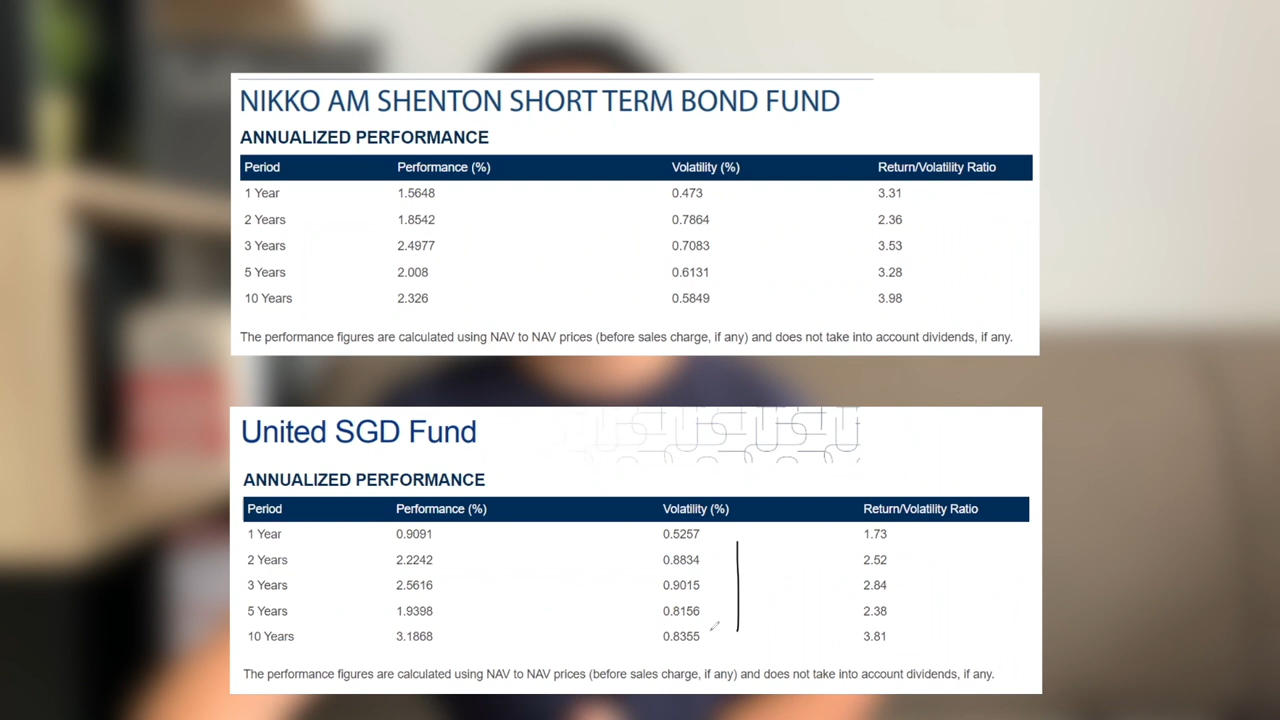 NIKKO AM SHENTON SHORT TERM BOND FUND
ANNUALIZED PERFORMANCE
Period Performance (%) Volatility (%) Return/Volatility Ratio
1 Year 1.5648 0.473 3.31
2 Years 1.8542 0.7864 2.36
3 Years 2.4977 0.7083 3.53
5 Years 2.008 0.6131 3.28
10 Years 2.326 0.5849 3.98
The performance figures are calculated using NAV to NAV prices (before sales charge, if any) and does not take into account dividends, if any.
United SGD Fund
ANNUALIZED PERFORMANCE
Period Performance (%) Volatility (%) Return/Volatility Ratio
1 Year 0.9091 0.5257 1.73
2 Years 2.2242 0.8834 2.52
3 Years 2.5616 0.9015 2.84
5 Years 1.9398 0.8156 2.38
10 Years 3.1868 0.8355 3.81
The performance figures are calculated using NAV to NAV prices (before sales charge, if any) and does not take into account dividends, if any.